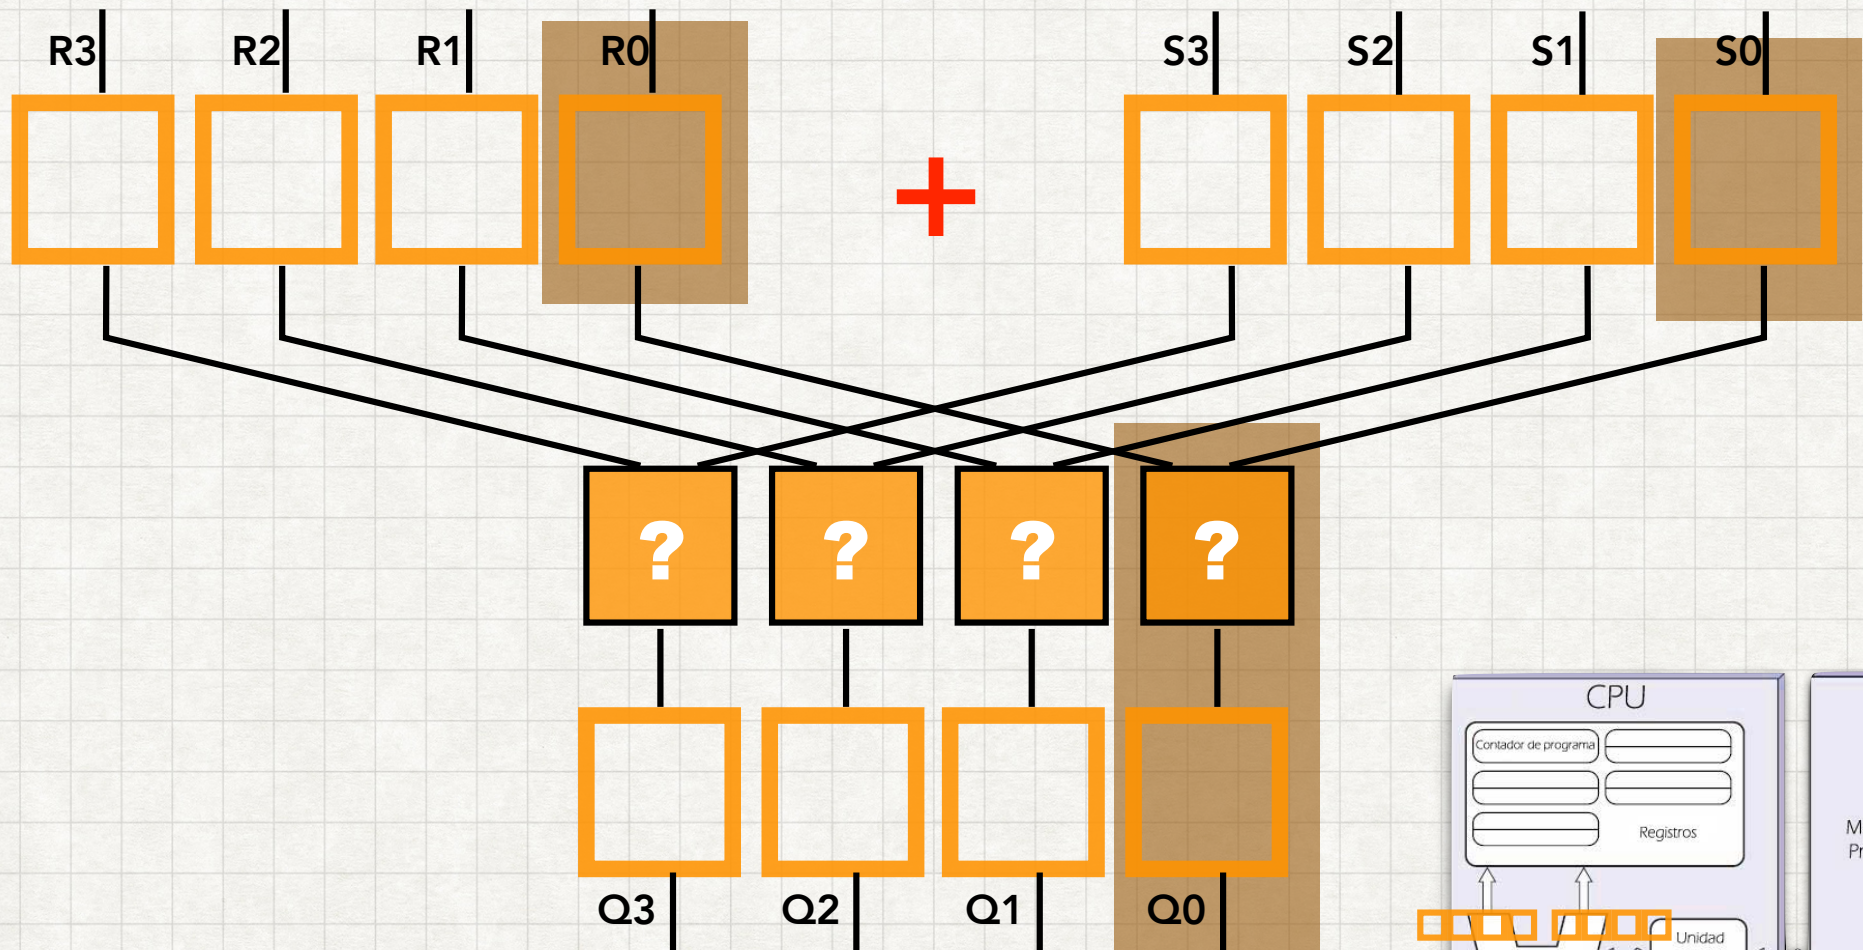 R3 R2 R1 R0 S3 S2 S1 S0
+
? ? ? ?
Q3 Q2 Q1 Q0
CPU
Contador de programa
Registros
Unidad